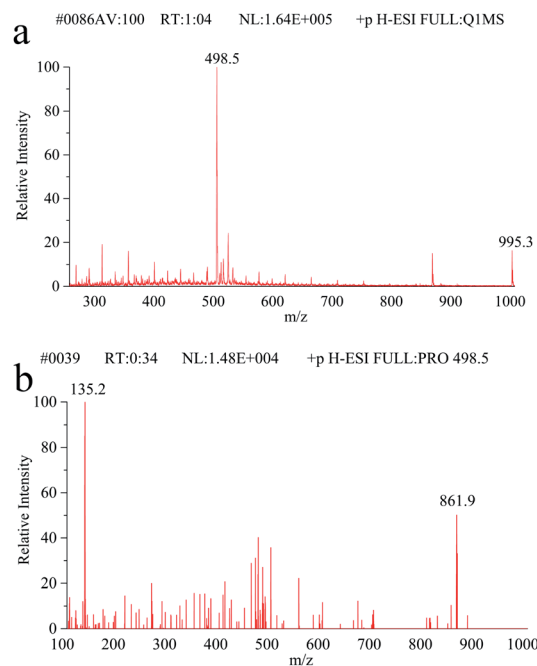 a
#0086AV:100 RT:1:04 NL:1.64E+005 +p H-ESI FULL:Q1MS
498.5
995.3
100
80
60
40
20
0
Relative Intensity
300 400 500 600 700 800 900 1000
m/z
b
#0039 RT:0:34 NL:1.48E+004 +p H-ESI FULL:PRO 498.5
135.2
861.9
100
80
60
40
20
0
Relative Intensity
100 200 300 400 500 600 700 800 900 1000
m/z